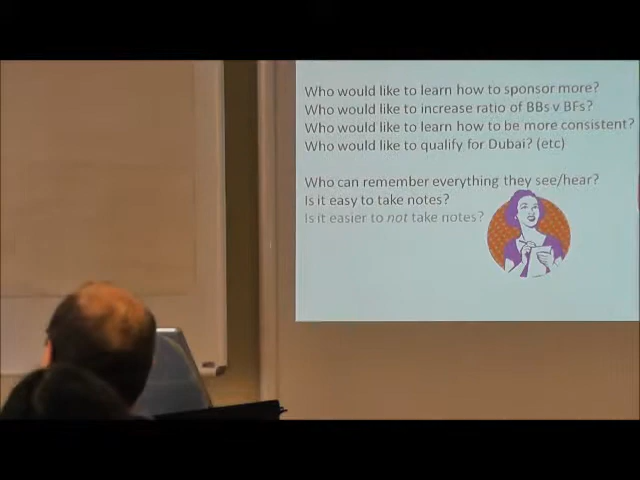 Who would like to learn how to sponsor more?
Who would like to increase ratio of BBs v BFs?
Who would like to learn how to be more consistent?
Who would like to qualify for Dubai? (etc)
Who can remember everything they see/hear?
Is it easy to take notes?
Is it easier to not take notes?